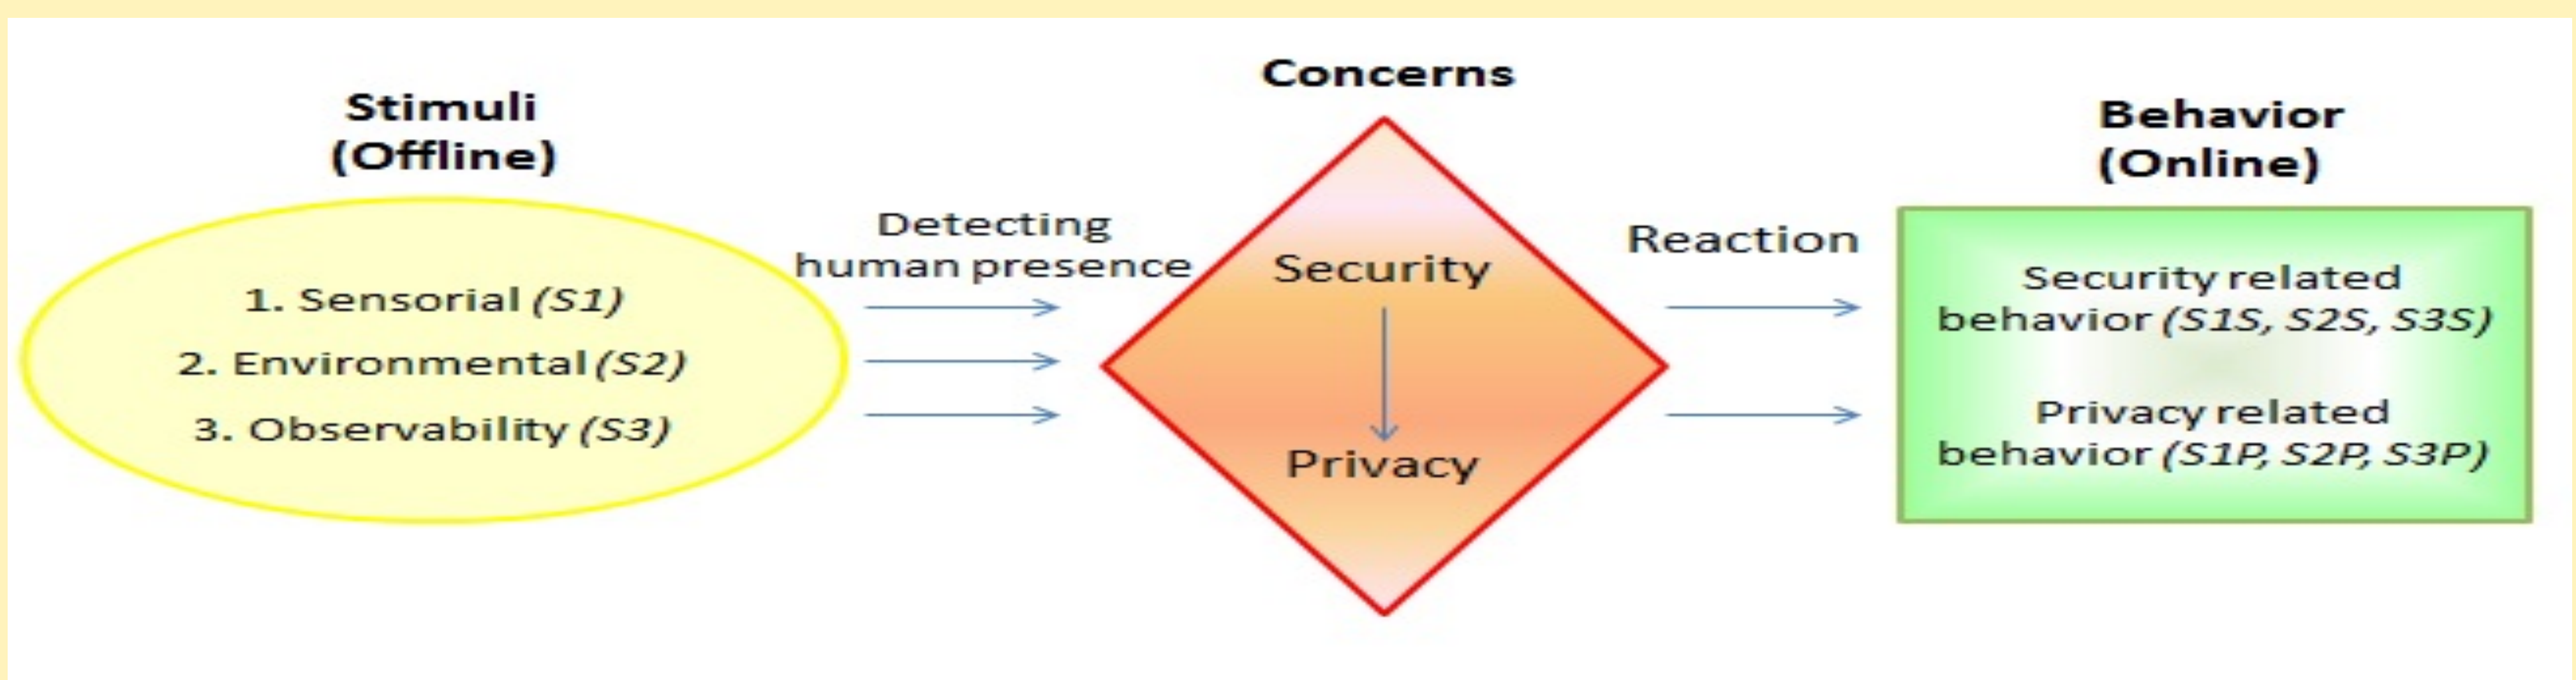 Stimuli
(Offline)
1. Sensorial (S1)
2. Environmental (S2)
3. Observability (S3)
Detecting
human presence
Concerns
Security
Privacy
Reaction
Behavior
(Online)
Security related
behavior (S1S, S2S, S3S)
Privacy related
behavior (S1P, S2P, S3P)